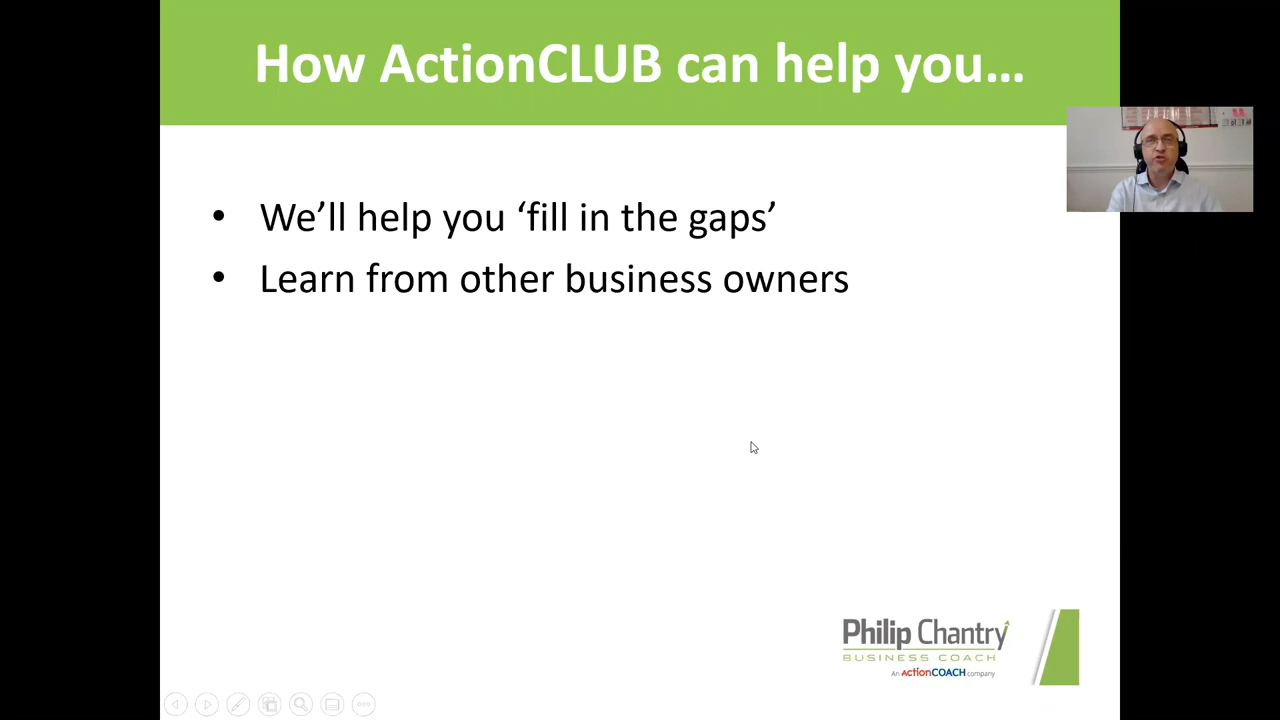 How ActionCLUB can help you…
• We’ll help you ‘fill in the gaps’
• Learn from other business owners
Philip Chantry
BUSINESS COACH
An ActionCOACH company